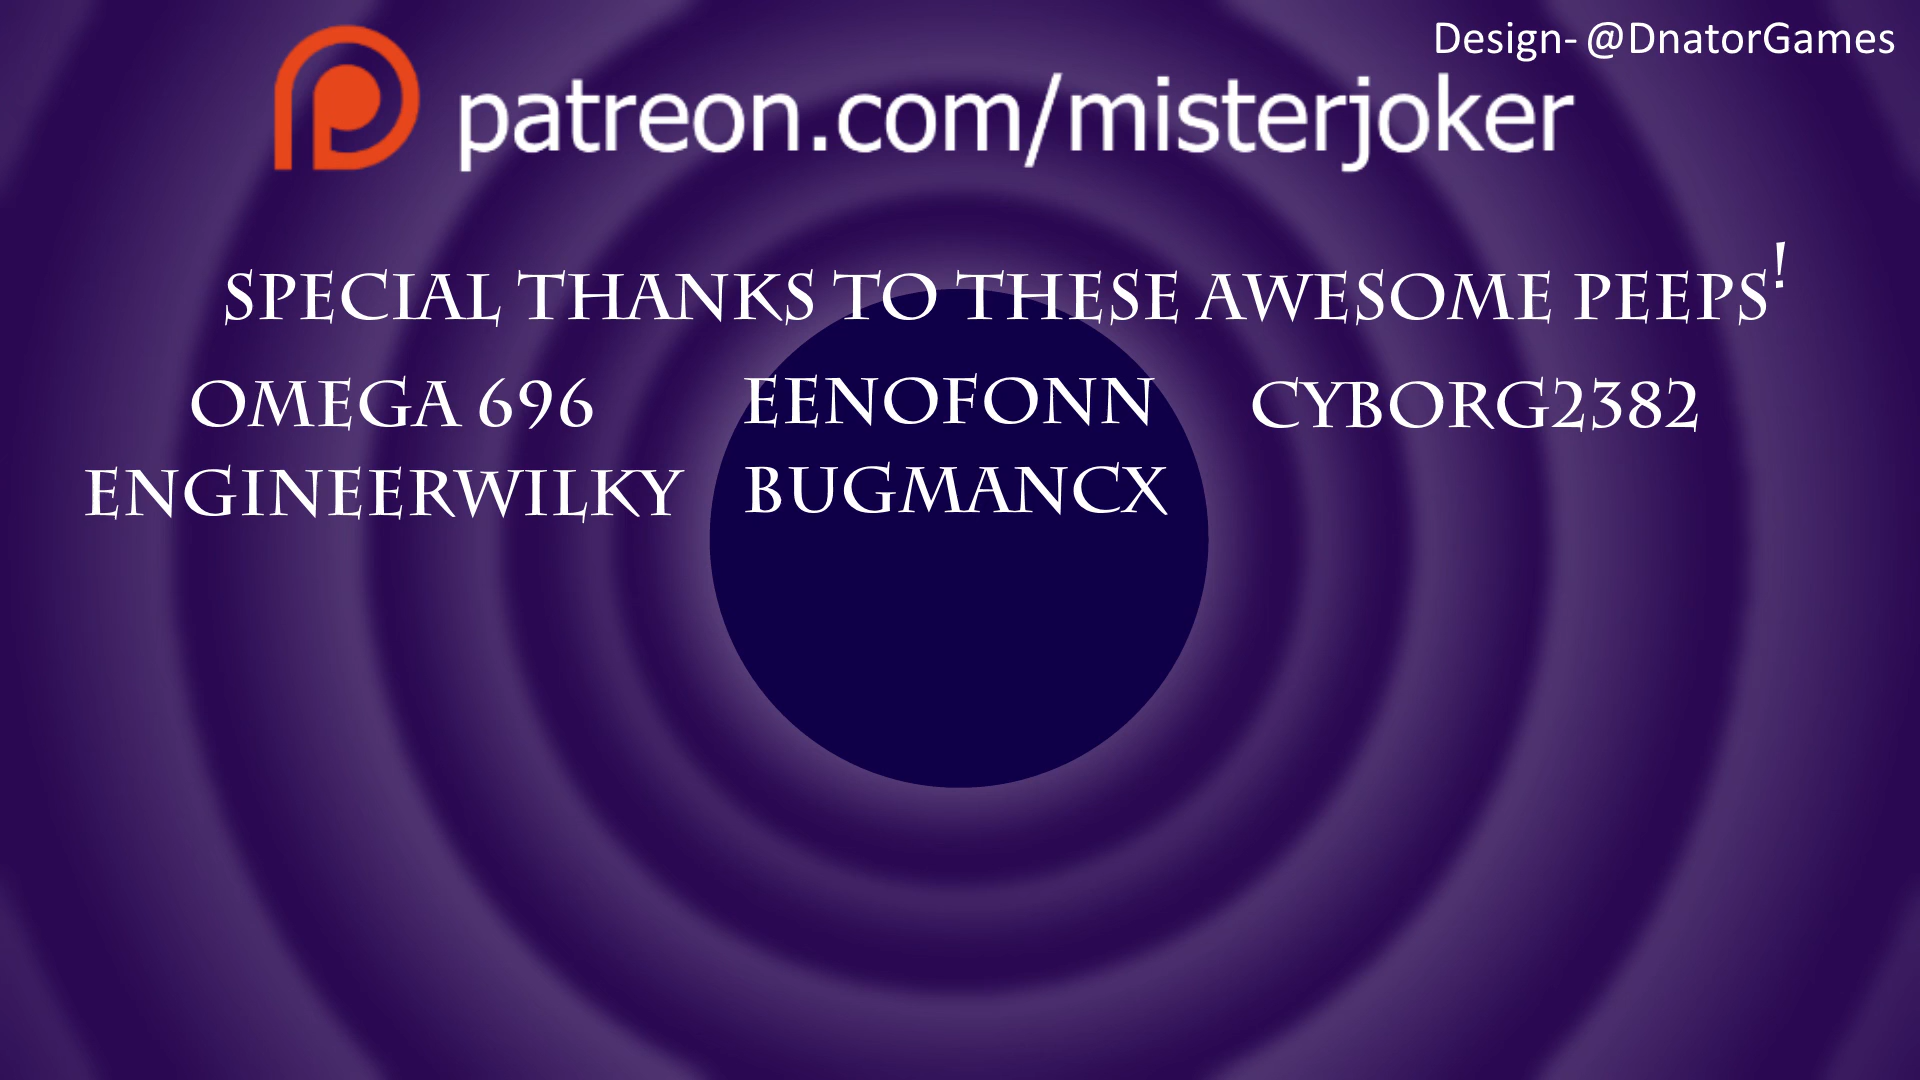 Design- @DnatorGames
patreon.com/misterjoker
SPECIAL THANKS TO THESE AWESOME PEEPS!
OMEGA 696 EENOFONN CYBORG2382
ENGINEERWILKY BUGMANCX